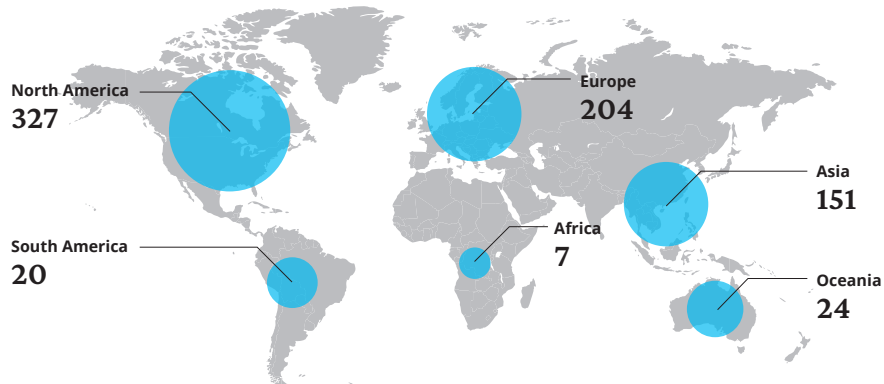 North America
327
Europe
204
Asia
151
South America
20
Africa
7
Oceania
24